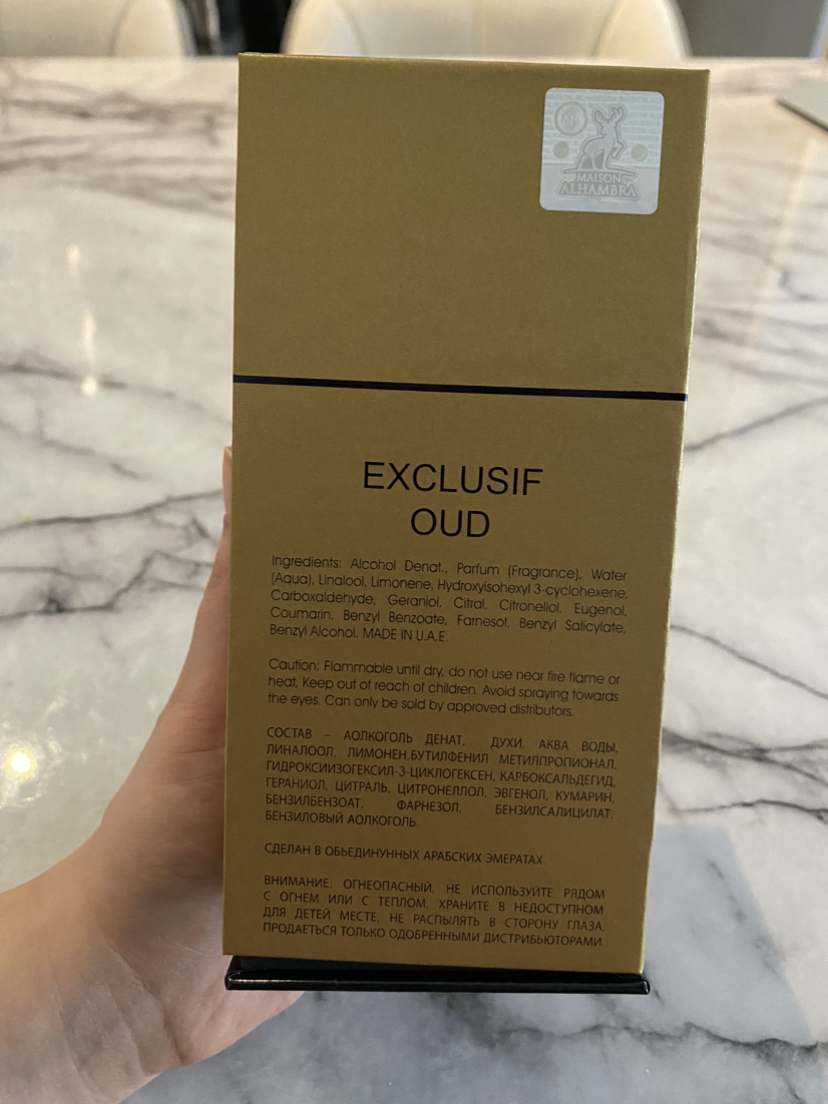 MAISON
ALHAMBRA
EXCLUSIF
OUD
Ingredients: Alcohol Denat., Parfum (Fragrance), Water
(Aqua), Linalool, Limonene, Hydroxyisohexyl 3-cyclohexene,
Carboxaldehyde, Geraniol, Citral, Citronellol, Eugenol,
Coumarin, Benzyl Benzoate, Farnesol, Benzyl Salicylate,
Benzyl Alcohol. MADE IN U.A.E
Caution: Flammable until dry, do not use near fire flame or
heat, Keep out of reach of children. Avoid spraying towards
the eyes. Can only be sold by approved distributors.
СОСТАВ – АОЛКОГОЛЬ ДЕНАТ, ДУХИ, АКВА ВОДЫ,
ЛИНАЛООЛ, ЛИМОНЕН,БУТИЛФЕНИЛ МЕТИЛПРОПИОНАЛ,
ГИДРОКСИИЗОГЕКСИЛ-3-ЦИКЛОГЕКСЕН, КАРБОКСАЛЬДЕГИД,
ГЕРАНИОЛ, ЦИТРАЛЬ, ЦИТРОНЕЛЛОЛ, ЭВГЕНОЛ, КУМАРИН,
БЕНЗИЛБЕНЗОАТ, ФАРНЕЗОЛ, БЕНЗИЛСАЛИЦИЛАТ,
БЕНЗИЛОВЫЙ АОЛКОГОЛЬ.
СДЕЛАН В ОБЬЕДИНУННЫХ АРАБСКИХ ЭМЕРАТАХ.
ВНИМАНИЕ: ОГНЕОПАСНЫЙ, НЕ ИСПОЛЬЗУЙТЕ РЯДОМ
С ОГНЕМ ИЛИ С ТЕПЛОМ, ХРАНИТЕ В НЕДОСТУПНОМ
ДЛЯ ДЕТЕЙ МЕСТЕ, НЕ РАСПЫЛЯТЬ В СТОРОНУ ГЛАЗА.
ПРОДАЕТЬСЯ ТОЛЬКО ОДОБРЕННЫМИ ДИСТРИБЬЮТОРАМИ.